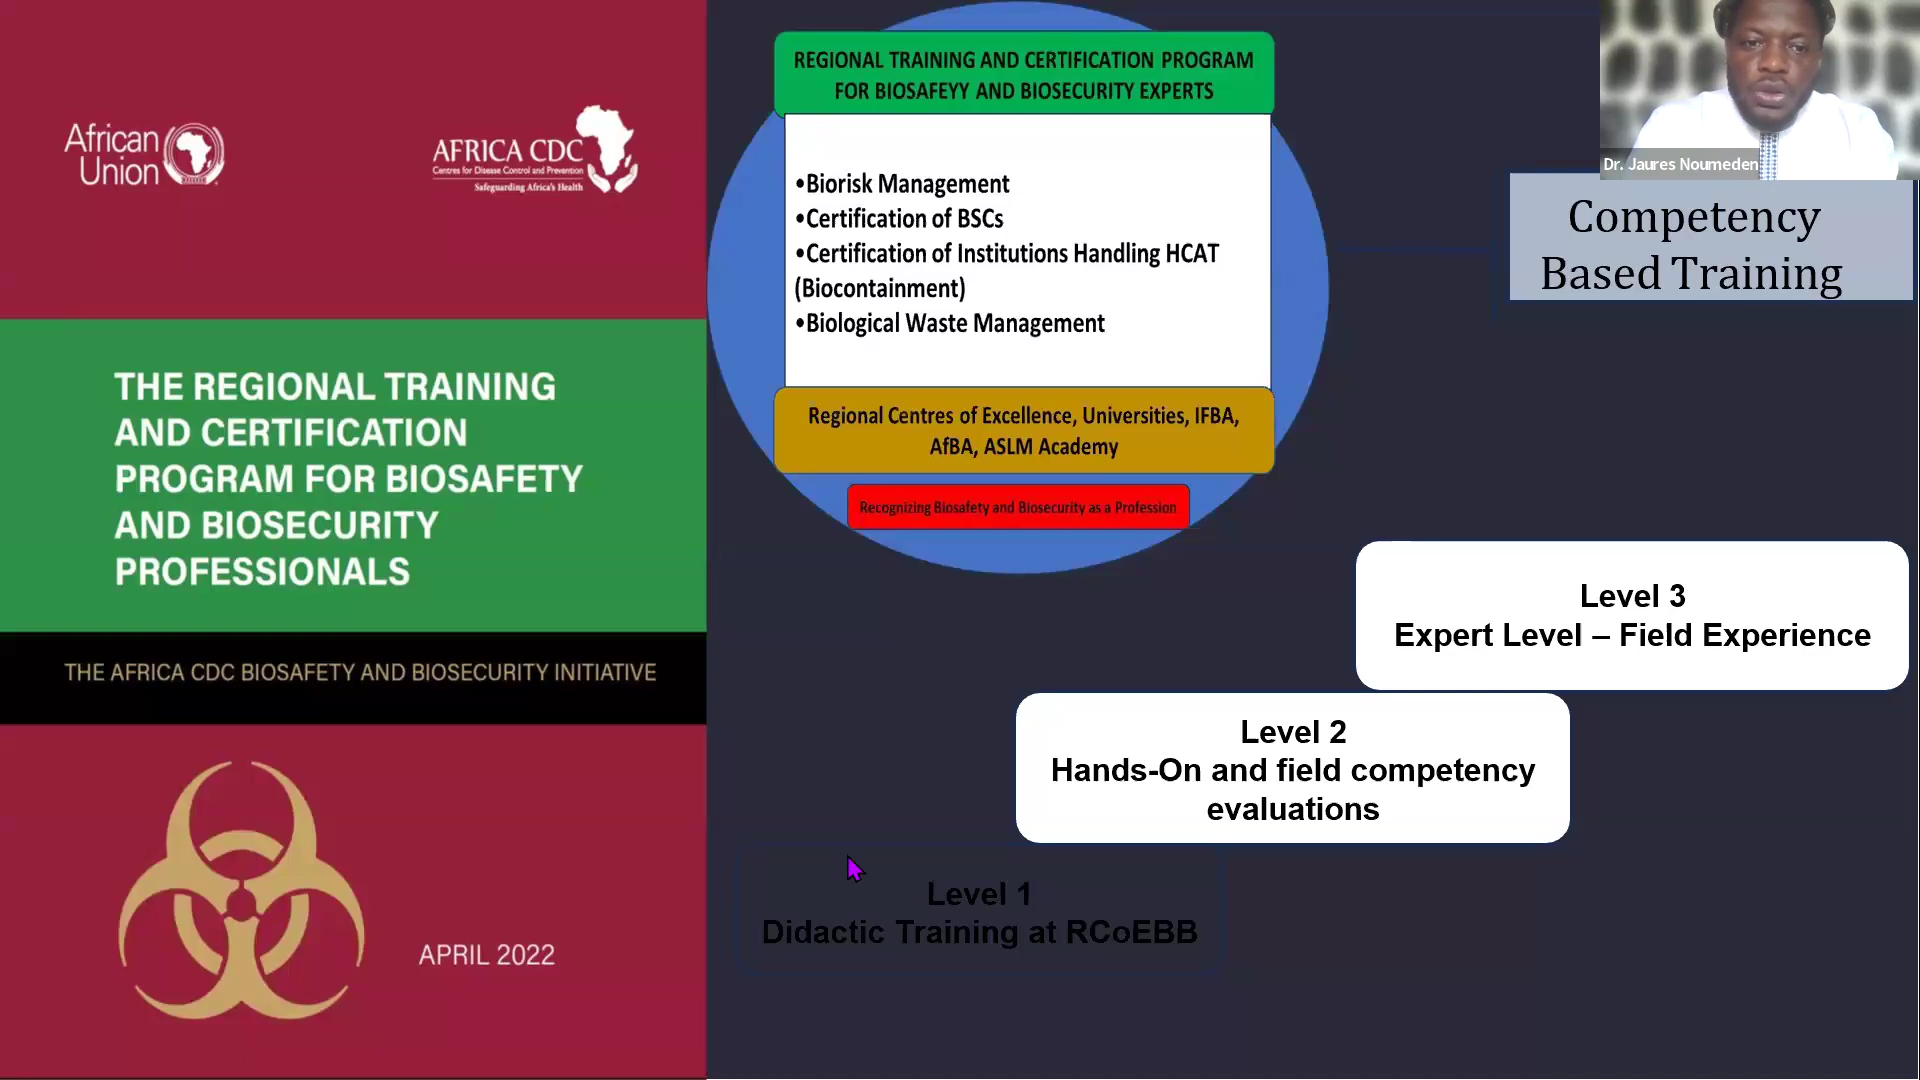 African
Union
AFRICA CDC
Centres for Disease Control and Prevention
Safeguarding Africa's Health
THE REGIONAL TRAINING
AND CERTIFICATION
PROGRAM FOR BIOSAFETY
AND BIOSECURITY
PROFESSIONALS
THE AFRICA CDC BIOSAFETY AND BIOSECURITY INITIATIVE
APRIL 2022
REGIONAL TRAINING AND CERTIFICATION PROGRAM
FOR BIOSAFEYY AND BIOSECURITY EXPERTS
•Biorisk Management
•Certification of BSCs
•Certification of Institutions Handling HCAT
(Biocontainment)
•Biological Waste Management
Regional Centres of Excellence, Universities, IFBA,
AfBA, ASLM Academy
Recognizing Biosafety and Biosecurity as a Profession
Dr. Jaures Noumeden
Competency
Based Training
Level 3
Expert Level – Field Experience
Level 2
Hands-On and field competency
evaluations
Level 1
Didactic Training at RCoEBB